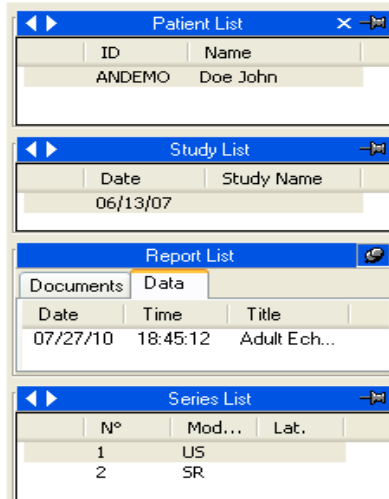 Patient List
ID Name
ANDEMO Doe John
Study List
Date Study Name
06/13/07
Report List
Documents Data
Date Time Title
07/27/10 18:45:12 Adult Ech...
Series List
N° Mod... Lat.
1 US
2 SR